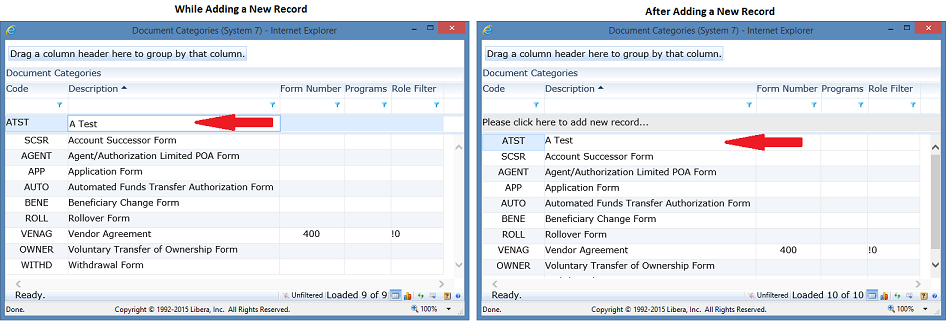 While Adding a New Record
Document Categories (System 7) - Internet Explorer
Drag a column header here to group by that column.
Document Categories
Code Description Form Number Programs Role Filter
ATST A Test
SCSR Account Successor Form
AGENT Agent/Authorization Limited POA Form
APP Application Form
AUTO Automated Funds Transfer Authorization Form
BENE Beneficiary Change Form
ROLL Rollover Form
VENAG Vendor Agreement 400 !0
OWNER Voluntary Transfer of Ownership Form
WITHD Withdrawal Form
Ready. Unfiltered Loaded 9 of 9
Done. Copyright © 1992-2015 Libera, Inc. All Rights Reserved. 100%
After Adding a New Record
Document Categories (System 7) - Internet Explorer
Drag a column header here to group by that column.
Document Categories
Code Description Form Number Programs Role Filter
Please click here to add new record...
ATST A Test
SCSR Account Successor Form
AGENT Agent/Authorization Limited POA Form
APP Application Form
AUTO Automated Funds Transfer Authorization Form
BENE Beneficiary Change Form
ROLL Rollover Form
VENAG Vendor Agreement 400 !0
OWNER Voluntary Transfer of Ownership Form
Ready. Unfiltered Loaded 10 of 10
Done. Copyright © 1992-2015 Libera, Inc. All Rights Reserved. 100%